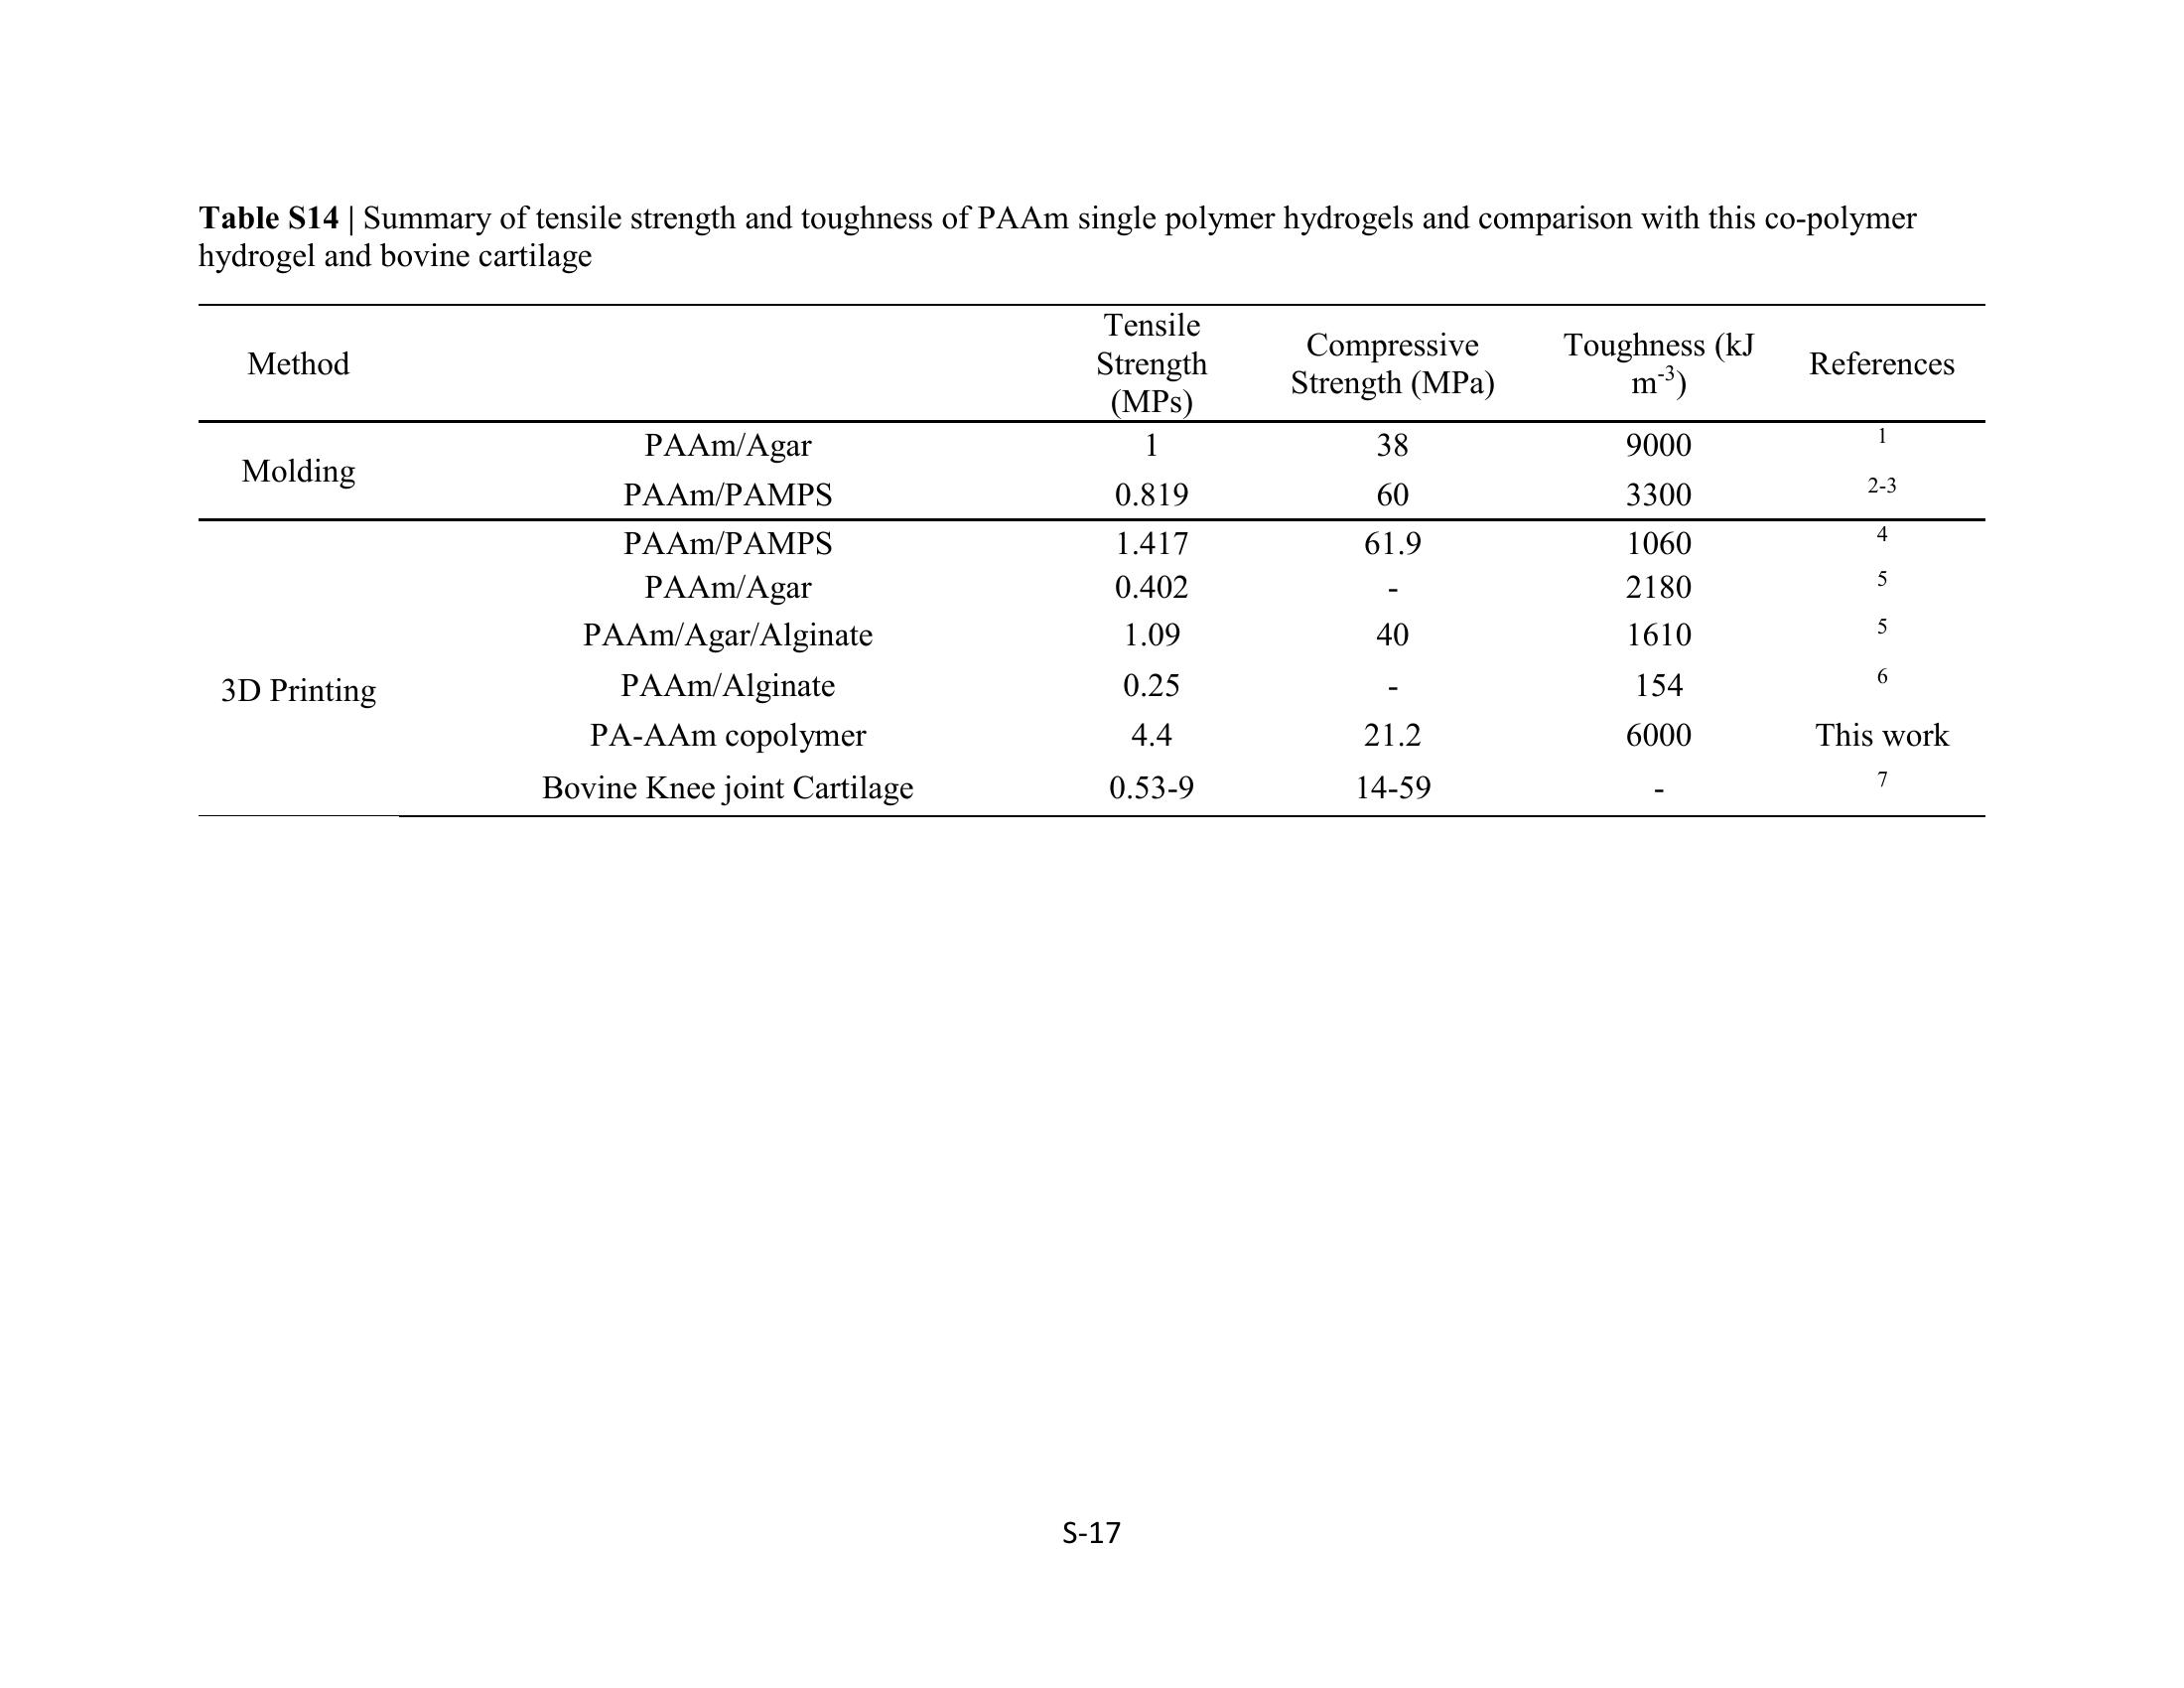 Table S14 | Summary of tensile strength and toughness of PAAm single polymer hydrogels and comparison with this co-polymer
hydrogel and bovine cartilage
Method Tensile Strength (MPs) Compressive Strength (MPa) Toughness (kJ m-3) References
Molding PAAm/Agar 1 38 9000 1
PAAm/PAMPS 0.819 60 3300 2-3
3D Printing PAAm/PAMPS 1.417 61.9 1060 4
PAAm/Agar 0.402 - 2180 5
PAAm/Agar/Alginate 1.09 40 1610 5
PAAm/Alginate 0.25 - 154 6
PA-AAm copolymer 4.4 21.2 6000 This work
Bovine Knee joint Cartilage 0.53-9 14-59 - 7
S-17